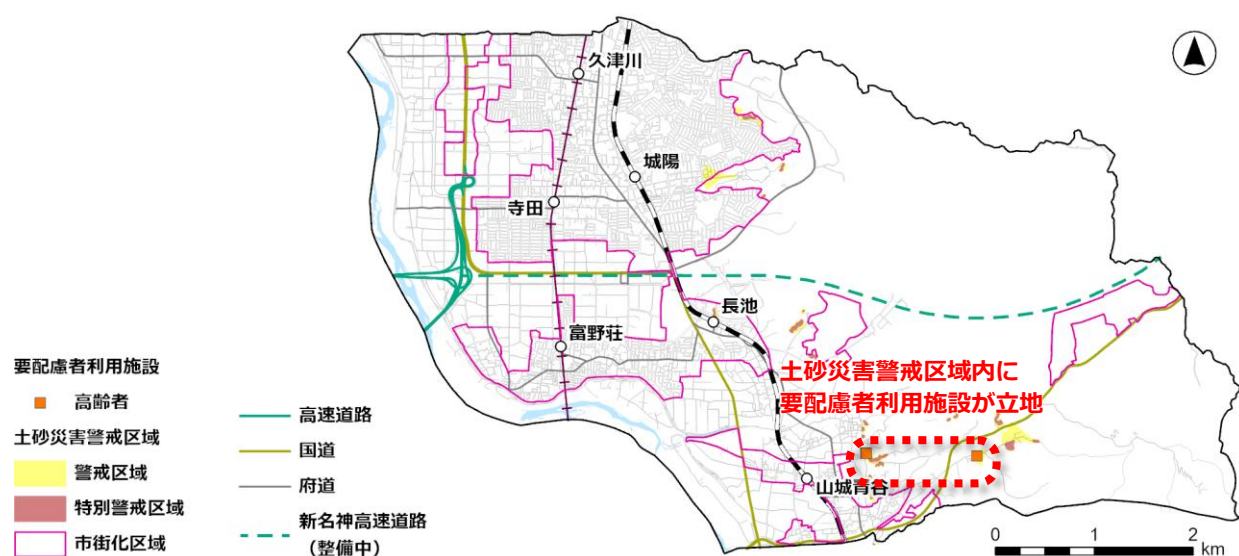 久津川
城陽
寺田
長池
富野荘
土砂災害警戒区域内に
要配慮者利用施設が立地
山城青谷
要配慮者利用施設
高齢者
土砂災害警戒区域
警戒区域
特別警戒区域
市街化区域
高速道路
国道
府道
新名神高速道路
（整備中）
0 1 2
km